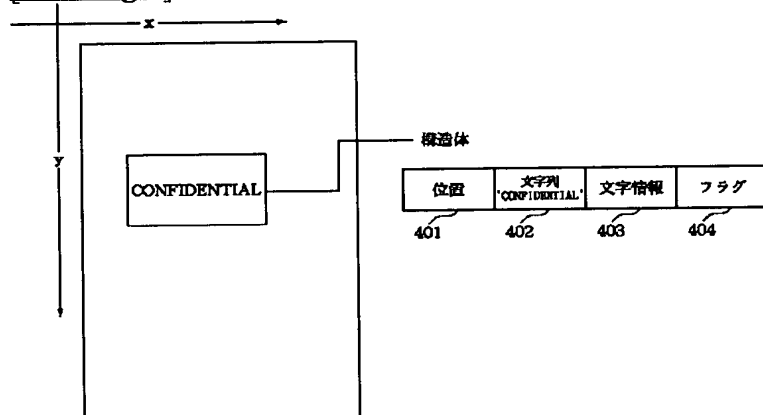 x
y
構造体
CONFIDENTIAL
位置
文字列
'CONFIDENTIAL'
文字情報
フラグ
401
402
403
404